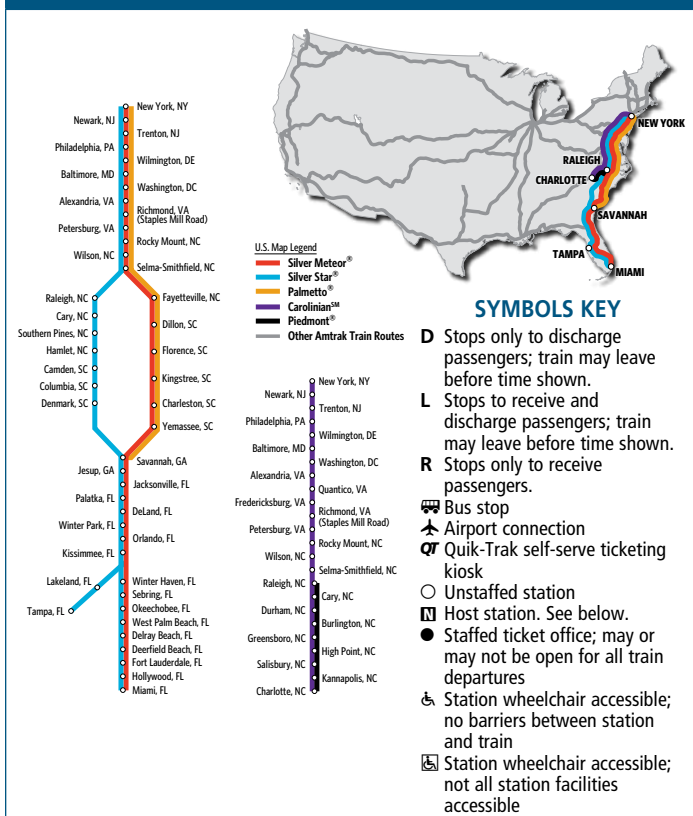 New York, NY
Newark, NJ
Trenton, NJ
Philadelphia, PA
Wilmington, DE
Baltimore, MD
Washington, DC
Alexandria, VA
Richmond, VA
(Staples Mill Road)
Petersburg, VA
Rocky Mount, NC
Wilson, NC
Selma-Smithfield, NC
Raleigh, NC
Fayetteville, NC
Cary, NC
Dillon, SC
Southern Pines, NC
Hamlet, NC
Florence, SC
Camden, SC
Kingstree, SC
Columbia, SC
Denmark, SC
Charleston, SC
Yemassee, SC
Savannah, GA
Jesup, GA
Jacksonville, FL
Palatka, FL
DeLand, FL
Winter Park, FL
Orlando, FL
Kissimmee, FL
Lakeland, FL
Winter Haven, FL
Sebring, FL
Tampa, FL
Okeechobee, FL
West Palm Beach, FL
Delray Beach, FL
Deerfield Beach, FL
Fort Lauderdale, FL
Hollywood, FL
Miami, FL
NEW YORK
RALEIGH
CHARLOTTE
SAVANNAH
TAMPA
MIAMI
U.S. Map Legend
Silver Meteor®
Silver Star®
Palmetto®
Carolinian℠
Piedmont®
Other Amtrak Train Routes
New York, NY
Newark, NJ
Trenton, NJ
Philadelphia, PA
Wilmington, DE
Baltimore, MD
Washington, DC
Alexandria, VA
Quantico, VA
Fredericksburg, VA
Richmond, VA
(Staples Mill Road)
Petersburg, VA
Rocky Mount, NC
Wilson, NC
Selma-Smithfield, NC
Raleigh, NC
Cary, NC
Durham, NC
Burlington, NC
Greensboro, NC
High Point, NC
Salisbury, NC
Kannapolis, NC
Charlotte, NC
SYMBOLS KEY
D Stops only to discharge
passengers; train may leave
before time shown.
L Stops to receive and
discharge passengers; train
may leave before time shown.
R Stops only to receive
passengers.
Bus stop
Airport connection
QT Quik-Trak self-serve ticketing
kiosk
Unstaffed station
N Host station. See below.
Staffed ticket office; may or
may not be open for all train
departures
Station wheelchair accessible;
no barriers between station
and train
Station wheelchair accessible;
not all station facilities
accessible